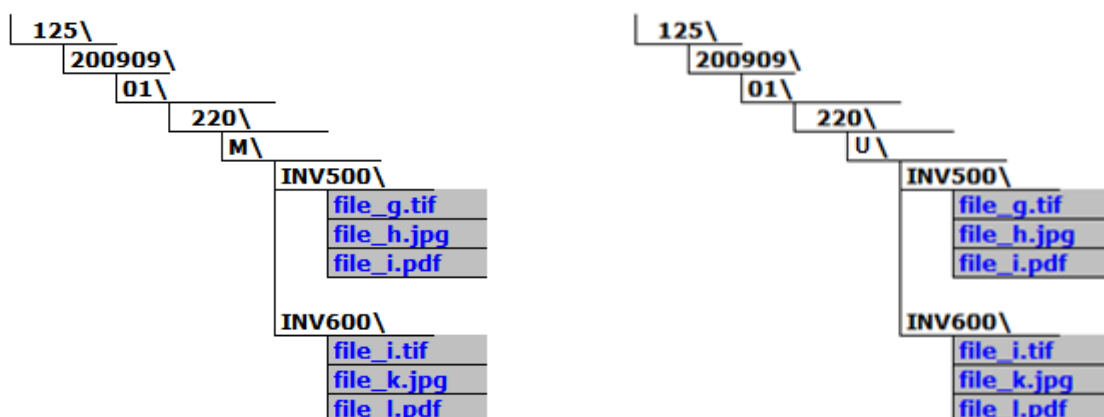 125\
200909\
01\
220\
M\
INV500\
file_g.tif
file_h.jpg
file_i.pdf
INV600\
file_i.tif
file_k.jpg
file_l.pdf
125\
200909\
01\
220\
U \
INV500\
file_g.tif
file_h.jpg
file_i.pdf
INV600\
file_i.tif
file_k.jpg
file_l.pdf